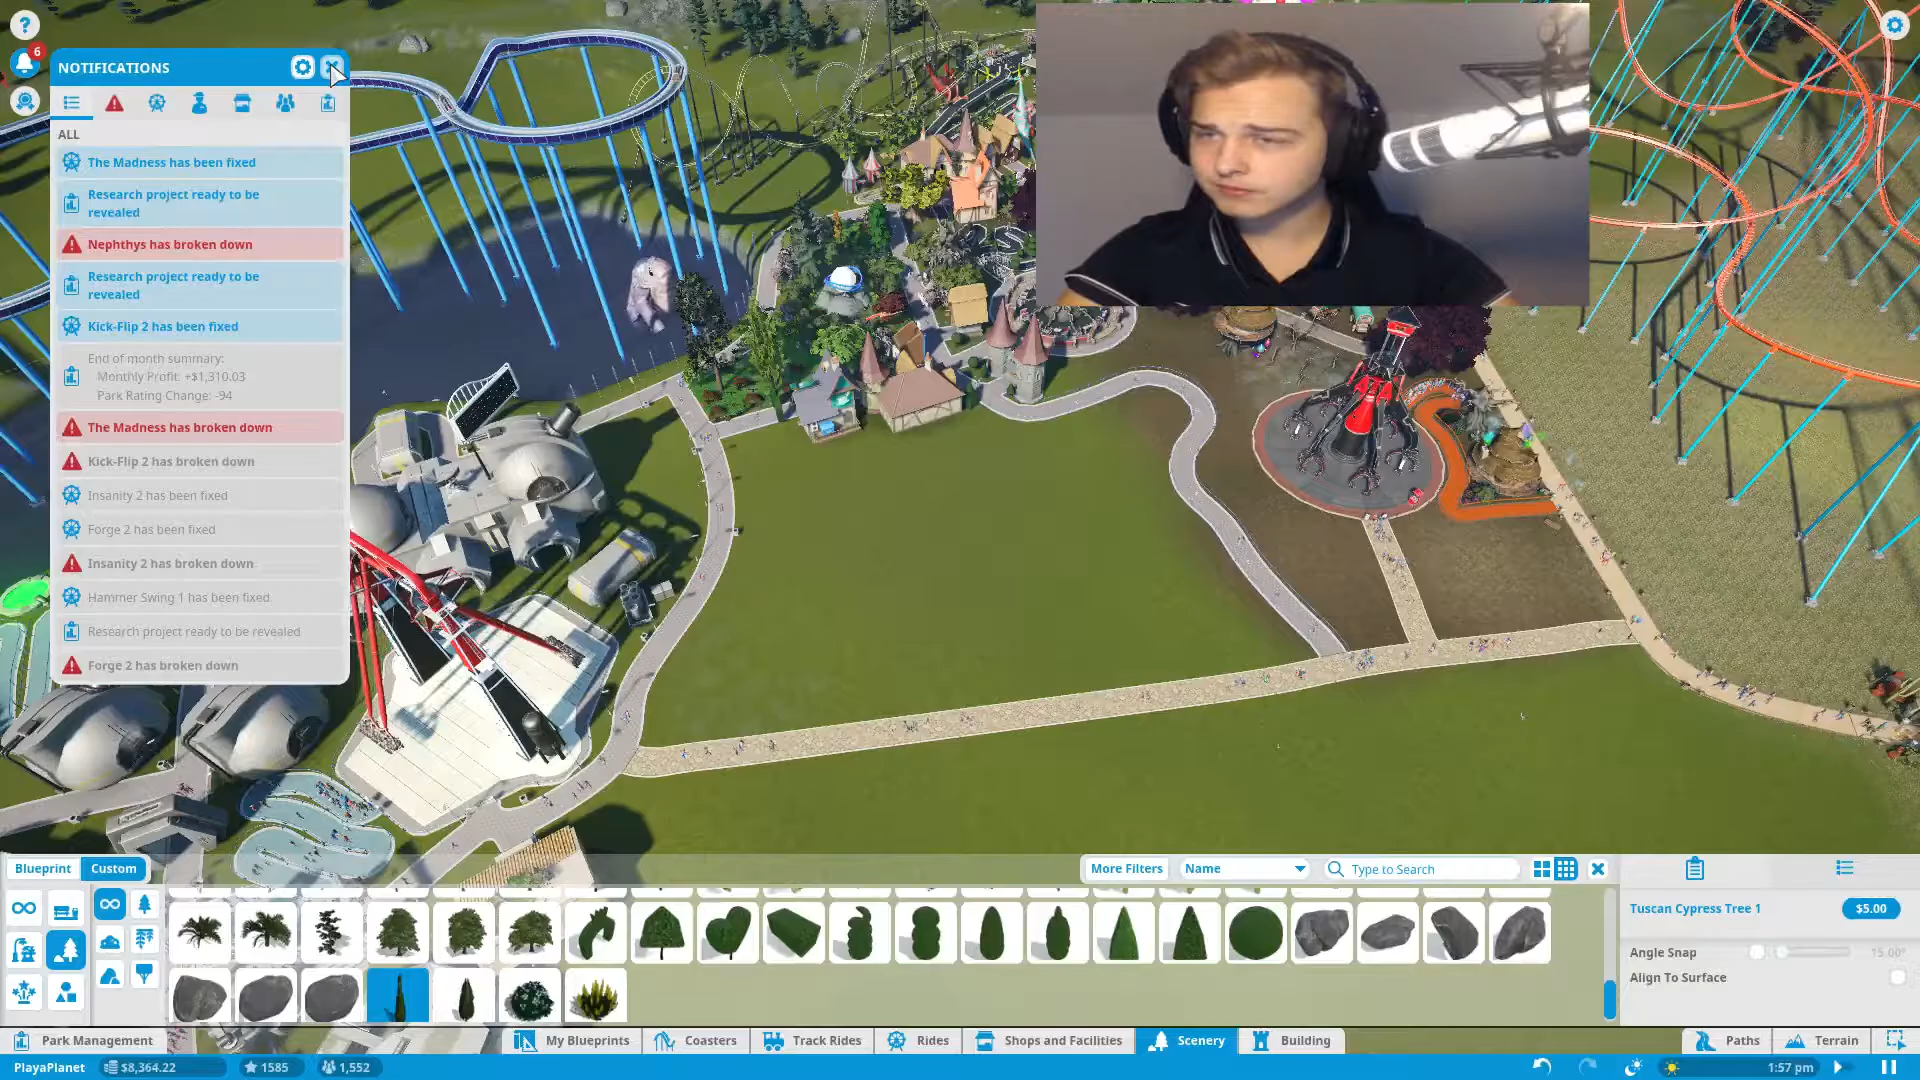 ?
6
NOTIFICATIONS
ALL
The Madness has been fixed
Research project ready to be
revealed
Nephthys has broken down
Research project ready to be
revealed
Kick-Flip 2 has been fixed
End of month summary:
Monthly Profit: +$1,310.03
Park Rating Change: -94
The Madness has broken down
Kick-Flip 2 has broken down
Insanity 2 has been fixed
Forge 2 has been fixed
Insanity 2 has broken down
Hammer Swing 1 has been fixed
Research project ready to be revealed
Forge 2 has broken down
Blueprint
Custom
More Filters
Name
Type to Search
Tuscan Cypress Tree 1
$5.00
Angle Snap
15.00°
Align To Surface
Park Management
My Blueprints
Coasters
Track Rides
Rides
Shops and Facilities
Scenery
Building
Paths
Terrain
PlayaPlanet
$8,364.22
1585
1,552
1:57 pm